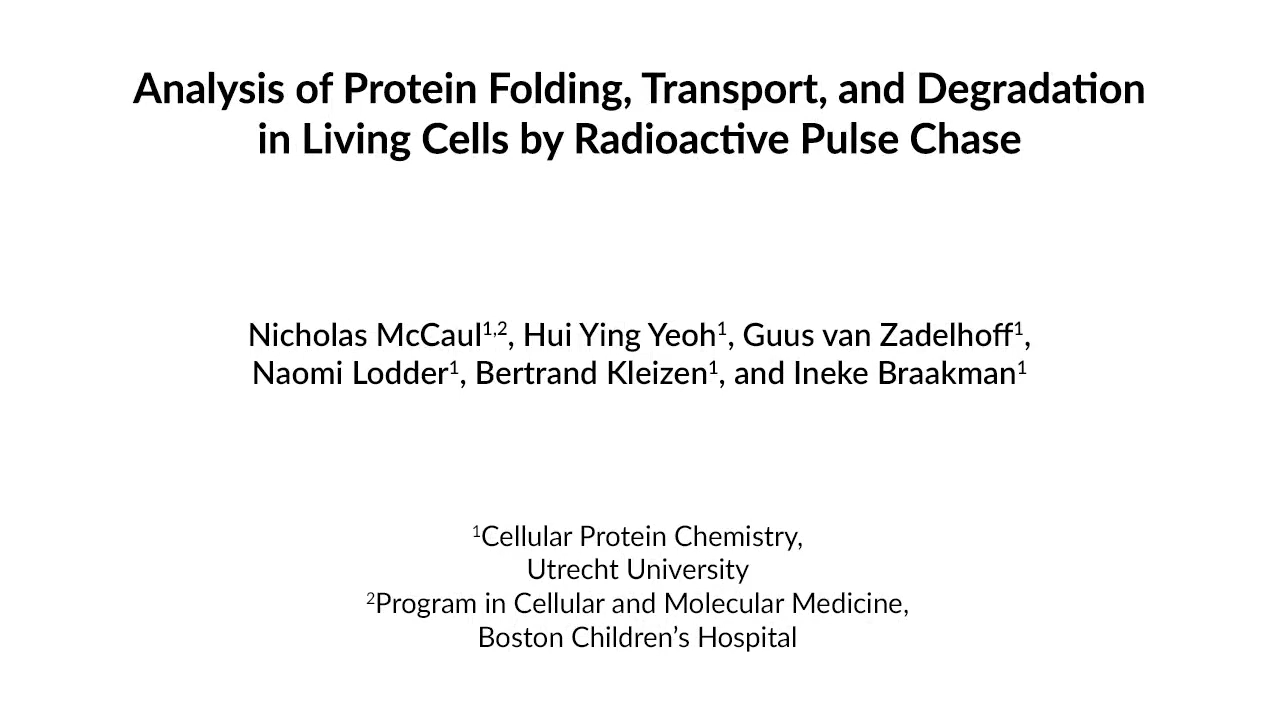 Analysis of Protein Folding, Transport, and Degradation
in Living Cells by Radioactive Pulse Chase
Nicholas McCaul¹,², Hui Ying Yeoh¹, Guus van Zadelhoff¹,
Naomi Lodder¹, Bertrand Kleizen¹, and Ineke Braakman¹
¹Cellular Protein Chemistry,
Utrecht University
²Program in Cellular and Molecular Medicine,
Boston Children’s Hospital